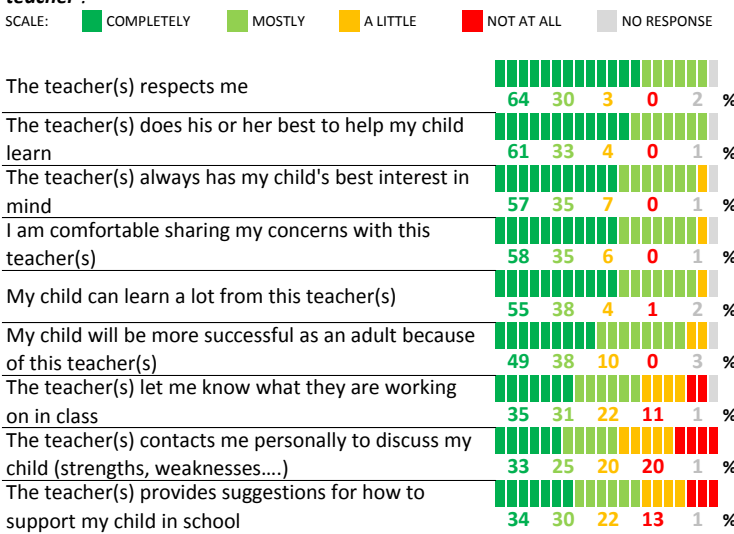 teacher :
SCALE: COMPLETELY MOSTLY A LITTLE NOT AT ALL NO RESPONSE
The teacher(s) respects me
64 30 3 0 2 %
The teacher(s) does his or her best to help my child
learn
61 33 4 0 1 %
The teacher(s) always has my child's best interest in
mind
57 35 7 0 1 %
I am comfortable sharing my concerns with this
teacher(s)
58 35 6 0 1 %
My child can learn a lot from this teacher(s)
55 38 4 1 2 %
My child will be more successful as an adult because
of this teacher(s)
49 38 10 0 3 %
The teacher(s) let me know what they are working
on in class
35 31 22 11 1 %
The teacher(s) contacts me personally to discuss my
child (strengths, weaknesses....)
33 25 20 20 1 %
The teacher(s) provides suggestions for how to
support my child in school
34 30 22 13 1 %